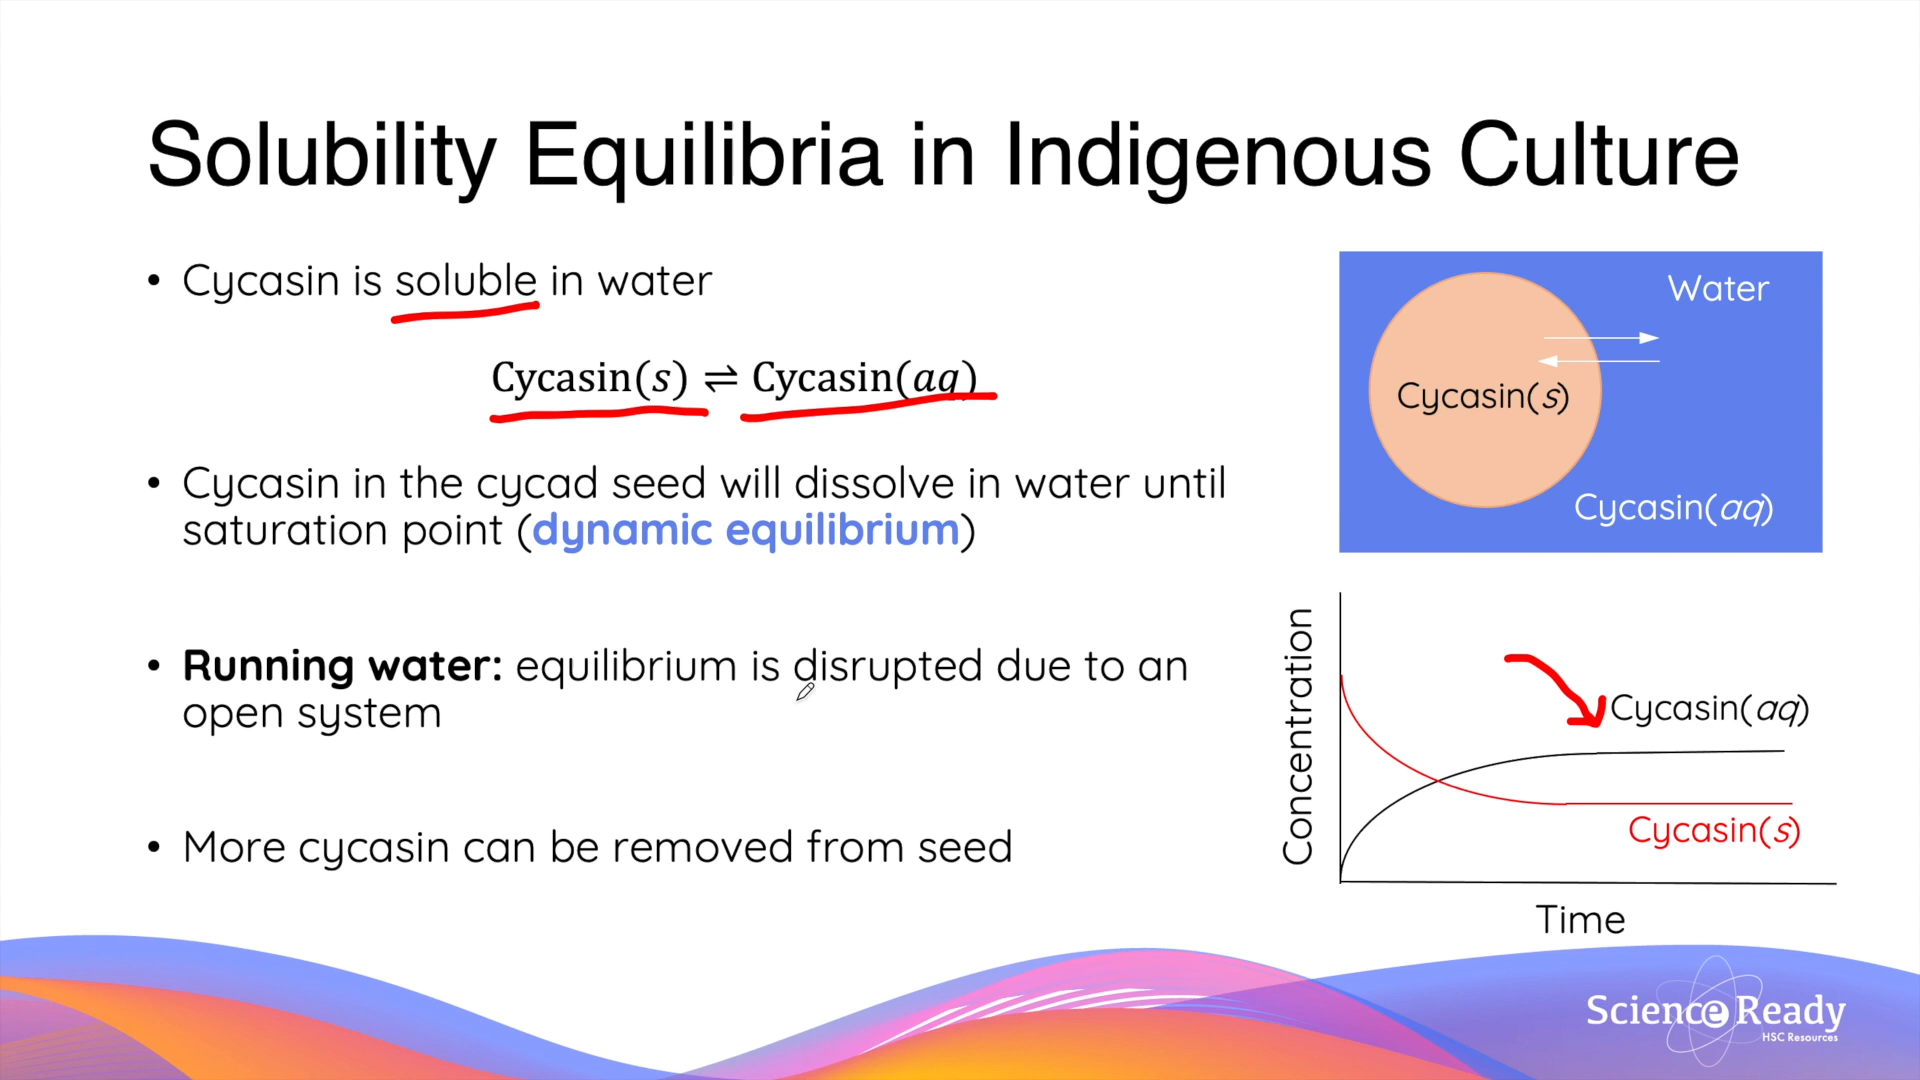 Solubility Equilibria in Indigenous Culture
• Cycasin is soluble in water
Cycasin(s) ⇌ Cycasin(aq)
• Cycasin in the cycad seed will dissolve in water until
saturation point (dynamic equilibrium)
• Running water: equilibrium is disrupted due to an
open system
• More cycasin can be removed from seed
Water
Cycasin(s)
Cycasin(aq)
Concentration
Cycasin(aq)
Cycasin(s)
Time
Science Ready
HSC Resources